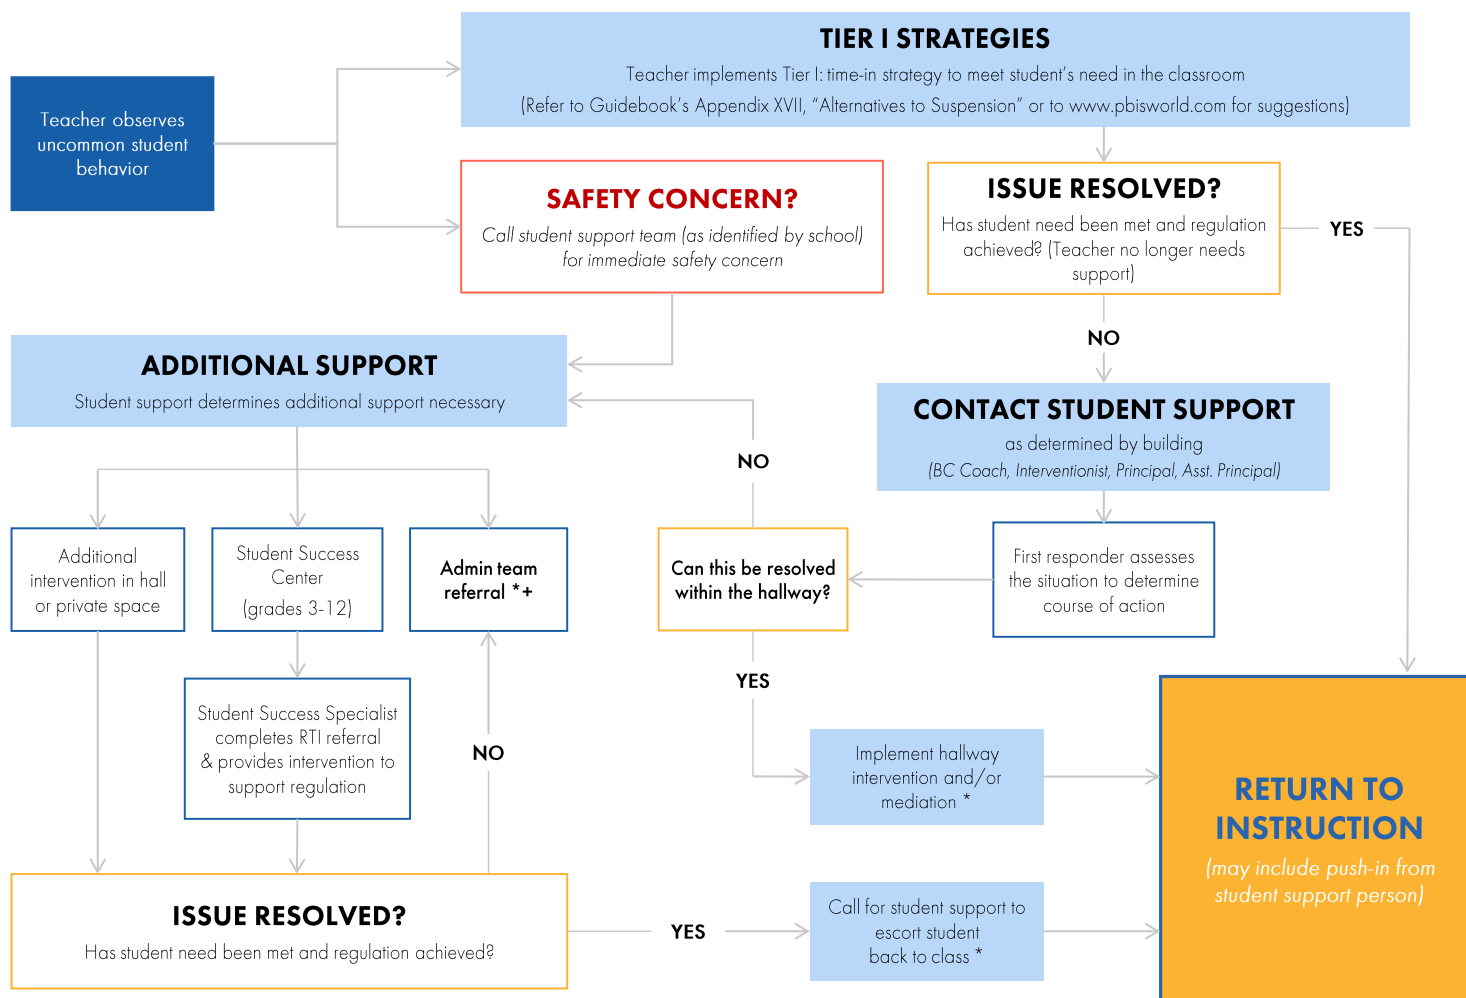 TIER I STRATEGIES
Teacher implements Tier I: time-in strategy to meet student’s need in the classroom
(Refer to Guidebook’s Appendix XVII, “Alternatives to Suspension” or to www.pbisworld.com for suggestions)
Teacher observes
uncommon student
behavior
SAFETY CONCERN?
Call student support team (as identified by school)
for immediate safety concern
ISSUE RESOLVED?
Has student need been met and regulation
achieved? (Teacher no longer needs
support)
YES
NO
ADDITIONAL SUPPORT
Student support determines additional support necessary
CONTACT STUDENT SUPPORT
as determined by building
(BC Coach, Interventionist, Principal, Asst. Principal)
NO
Additional
intervention in hall
or private space
Student Success
Center
(grades 3-12)
Admin team
referral *+
Can this be resolved
within the hallway?
First responder assesses
the situation to determine
course of action
YES
Student Success Specialist
completes RTI referral
& provides intervention to
support regulation
NO
Implement hallway
intervention and/or
mediation *
RETURN TO
INSTRUCTION
(may include push-in from
student support person)
ISSUE RESOLVED?
Has student need been met and regulation achieved?
YES
Call for student support to
escort student
back to class *